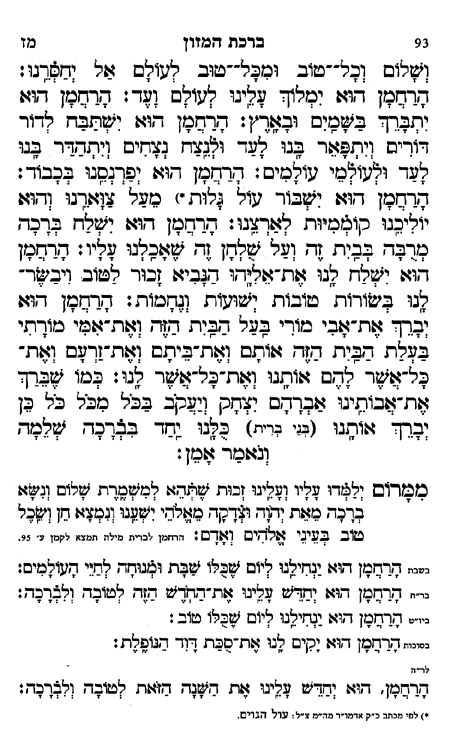 93 ברכת המזון מז
וְשָׁלוֹם וְכָל־טוֹב וּמִכָּל־טוּב לְעוֹלָם אַל יְחַסְּרֵנוּ:
הָרַחֲמָן הוּא יִמְלוֹךְ עָלֵינוּ לְעוֹלָם וָעֶד: הָרַחֲמָן הוּא
יִתְבָּרֵךְ בַּשָּׁמַיִם וּבָאָרֶץ: הָרַחֲמָן הוּא יִשְׁתַּבַּח לְדוֹר
דּוֹרִים וְיִתְפָּאֵר בָּנוּ לָעַד וּלְנֵצַח נְצָחִים וְיִתְהַדַּר בָּנוּ
לָעַד וּלְעוֹלְמֵי עוֹלָמִים: הָרַחֲמָן הוּא יְפַרְנְסֵנוּ בְּכָבוֹד:
הָרַחֲמָן הוּא יִשְׁבּוֹר עוֹל גָּלוּת*) מֵעַל צַוָּארֵנוּ וְהוּא
יוֹלִיכֵנוּ קוֹמְמִיּוּת לְאַרְצֵנוּ: הָרַחֲמָן הוּא יִשְׁלַח בְּרָכָה
מְרֻבָּה בְּבַיִת זֶה וְעַל שֻׁלְחָן זֶה שֶׁאָכַלְנוּ עָלָיו: הָרַחֲמָן
הוּא יִשְׁלַח לָנוּ אֶת־אֵלִיָּהוּ הַנָּבִיא זָכוּר לַטּוֹב וִיבַשֶּׂר־
לָנוּ בְּשׂוֹרוֹת טוֹבוֹת יְשׁוּעוֹת וְנֶחָמוֹת: הָרַחֲמָן הוּא
יְבָרֵךְ אֶת־אָבִי מוֹרִי בַּעַל הַבַּיִת הַזֶּה וְאֶת־אִמִּי מוֹרָתִי
בַּעֲלַת הַבַּיִת הַזֶּה אוֹתָם וְאֶת־בֵּיתָם וְאֶת־זַרְעָם וְאֶת־
כָּל־אֲשֶׁר לָהֶם אוֹתָנוּ וְאֶת־כָּל־אֲשֶׁר לָנוּ: כְּמוֹ שֶׁבֵּרַךְ
אֶת־אֲבוֹתֵינוּ אַבְרָהָם יִצְחָק וְיַעֲקֹב בַּכֹּל מִכֹּל כֹּל כֵּן
יְבָרֵךְ אוֹתָנוּ (בְּנֵי בְרִית) כֻּלָּנוּ יַחַד בִּבְרָכָה שְׁלֵמָה
וְנֹאמַר אָמֵן:
מִמָּרוֹם יְלַמְּדוּ עָלָיו וְעָלֵינוּ זְכוּת שֶׁתְּהֵא לְמִשְׁמֶרֶת שָׁלוֹם וְנִשָּׂא
בְרָכָה מֵאֵת יְהֹוָה וּצְדָקָה מֵאֱלֹהֵי יִשְׁעֵנוּ וְנִמְצָא חֵן וְשֵׂכֶל
טוֹב בְּעֵינֵי אֱלֹהִים וְאָדָם: הרחמן לברית מילה תמצא לקמן ע' 95.
בשבת הָרַחֲמָן הוּא יַנְחִילֵנוּ לְיוֹם שֶׁכֻּלּוֹ שַׁבָּת וּמְנוּחָה לְחַיֵּי הָעוֹלָמִים:
בר״ח הָרַחֲמָן הוּא יְחַדֵּשׁ עָלֵינוּ אֶת־הַחֹדֶשׁ הַזֶּה לְטוֹבָה וְלִבְרָכָה:
ביו״ט הָרַחֲמָן הוּא יַנְחִילֵנוּ לְיוֹם שֶׁכֻּלּוֹ טוֹב:
בסוכות הָרַחֲמָן הוּא יָקִים לָנוּ אֶת־סֻכַּת דָּוִד הַנּוֹפֶלֶת:
לר״ה
הָרַחֲמָן, הוּא יְחַדֵּשׁ עָלֵינוּ אֶת הַשָּׁנָה הַזֹּאת לְטוֹבָה וְלִבְרָכָה:
*) לפי מכתב כ״ק אדמו״ר מה״מ צ״ל: עול הגוים.